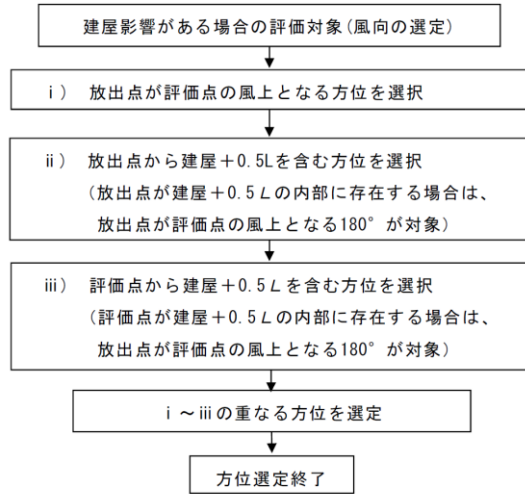 建屋影響がある場合の評価対象(風向の選定)
ⅰ) 放出点が評価点の風上となる方位を選択
ⅱ) 放出点から建屋＋0.5Lを含む方位を選択
(放出点が建屋＋0.5Lの内部に存在する場合は、
放出点が評価点の風上となる180°が対象)
ⅲ) 評価点から建屋＋0.5Lを含む方位を選択
(評価点が建屋＋0.5Lの内部に存在する場合は、
放出点が評価点の風上となる180°が対象)
ⅰ～ⅲの重なる方位を選定
方位選定終了